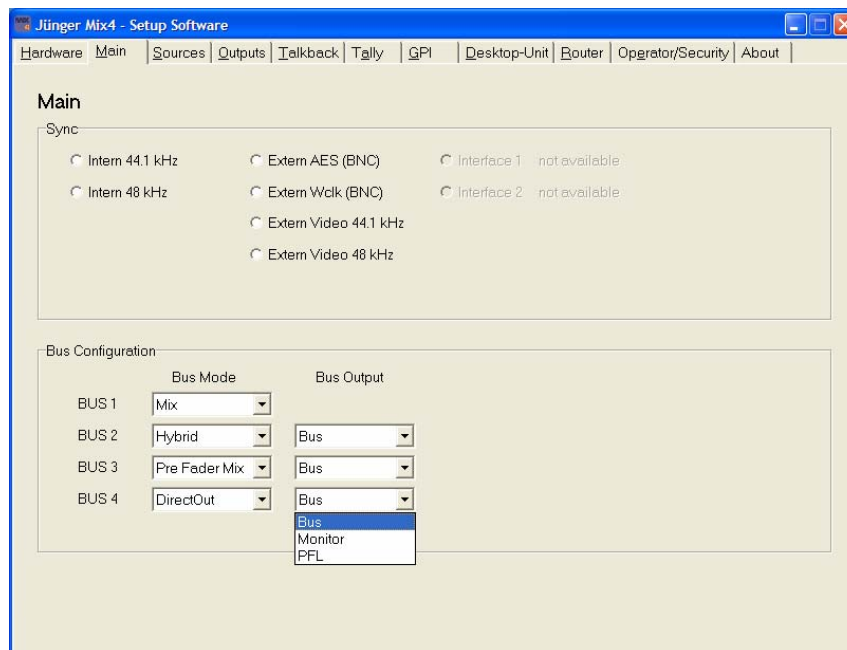 Jünger Mix4 - Setup Software
Hardware Main Sources Outputs Talkback Tally GPI Desktop-Unit Router Operator/Security About
Main
Sync
Intern 44.1 kHz Extern AES (BNC) Interface 1 not available
Intern 48 kHz Extern Wclk (BNC) Interface 2 not available
Extern Video 44.1 kHz
Extern Video 48 kHz
Bus Configuration
Bus Mode Bus Output
BUS 1 Mix
BUS 2 Hybrid Bus
BUS 3 Pre Fader Mix Bus
BUS 4 DirectOut Bus
Bus
Monitor
PFL